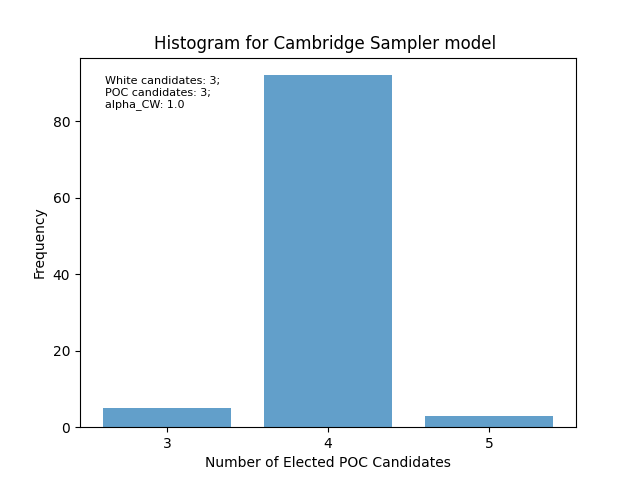 Histogram for Cambridge Sampler model
White candidates: 3;
POC candidates: 3;
alpha_CW: 1.0
Frequency
80
60
40
20
0
3 4 5
Number of Elected POC Candidates